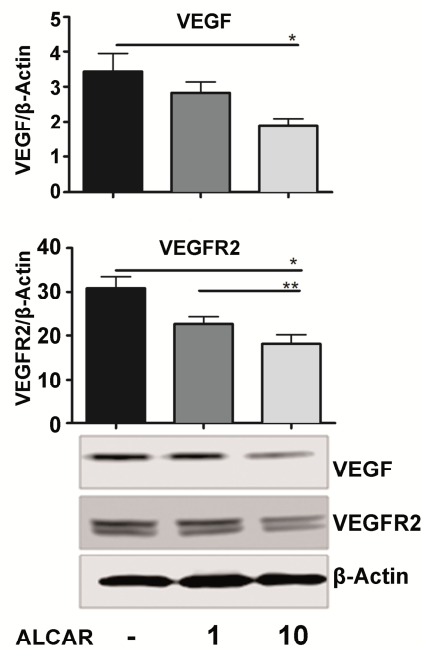 VEGF
*
5
4
3
2
1
0
VEGF/β-Actin
VEGFR2
*
**
40
30
20
10
0
VEGFR2/β-Actin
VEGF
VEGFR2
β-Actin
ALCAR - 1 10